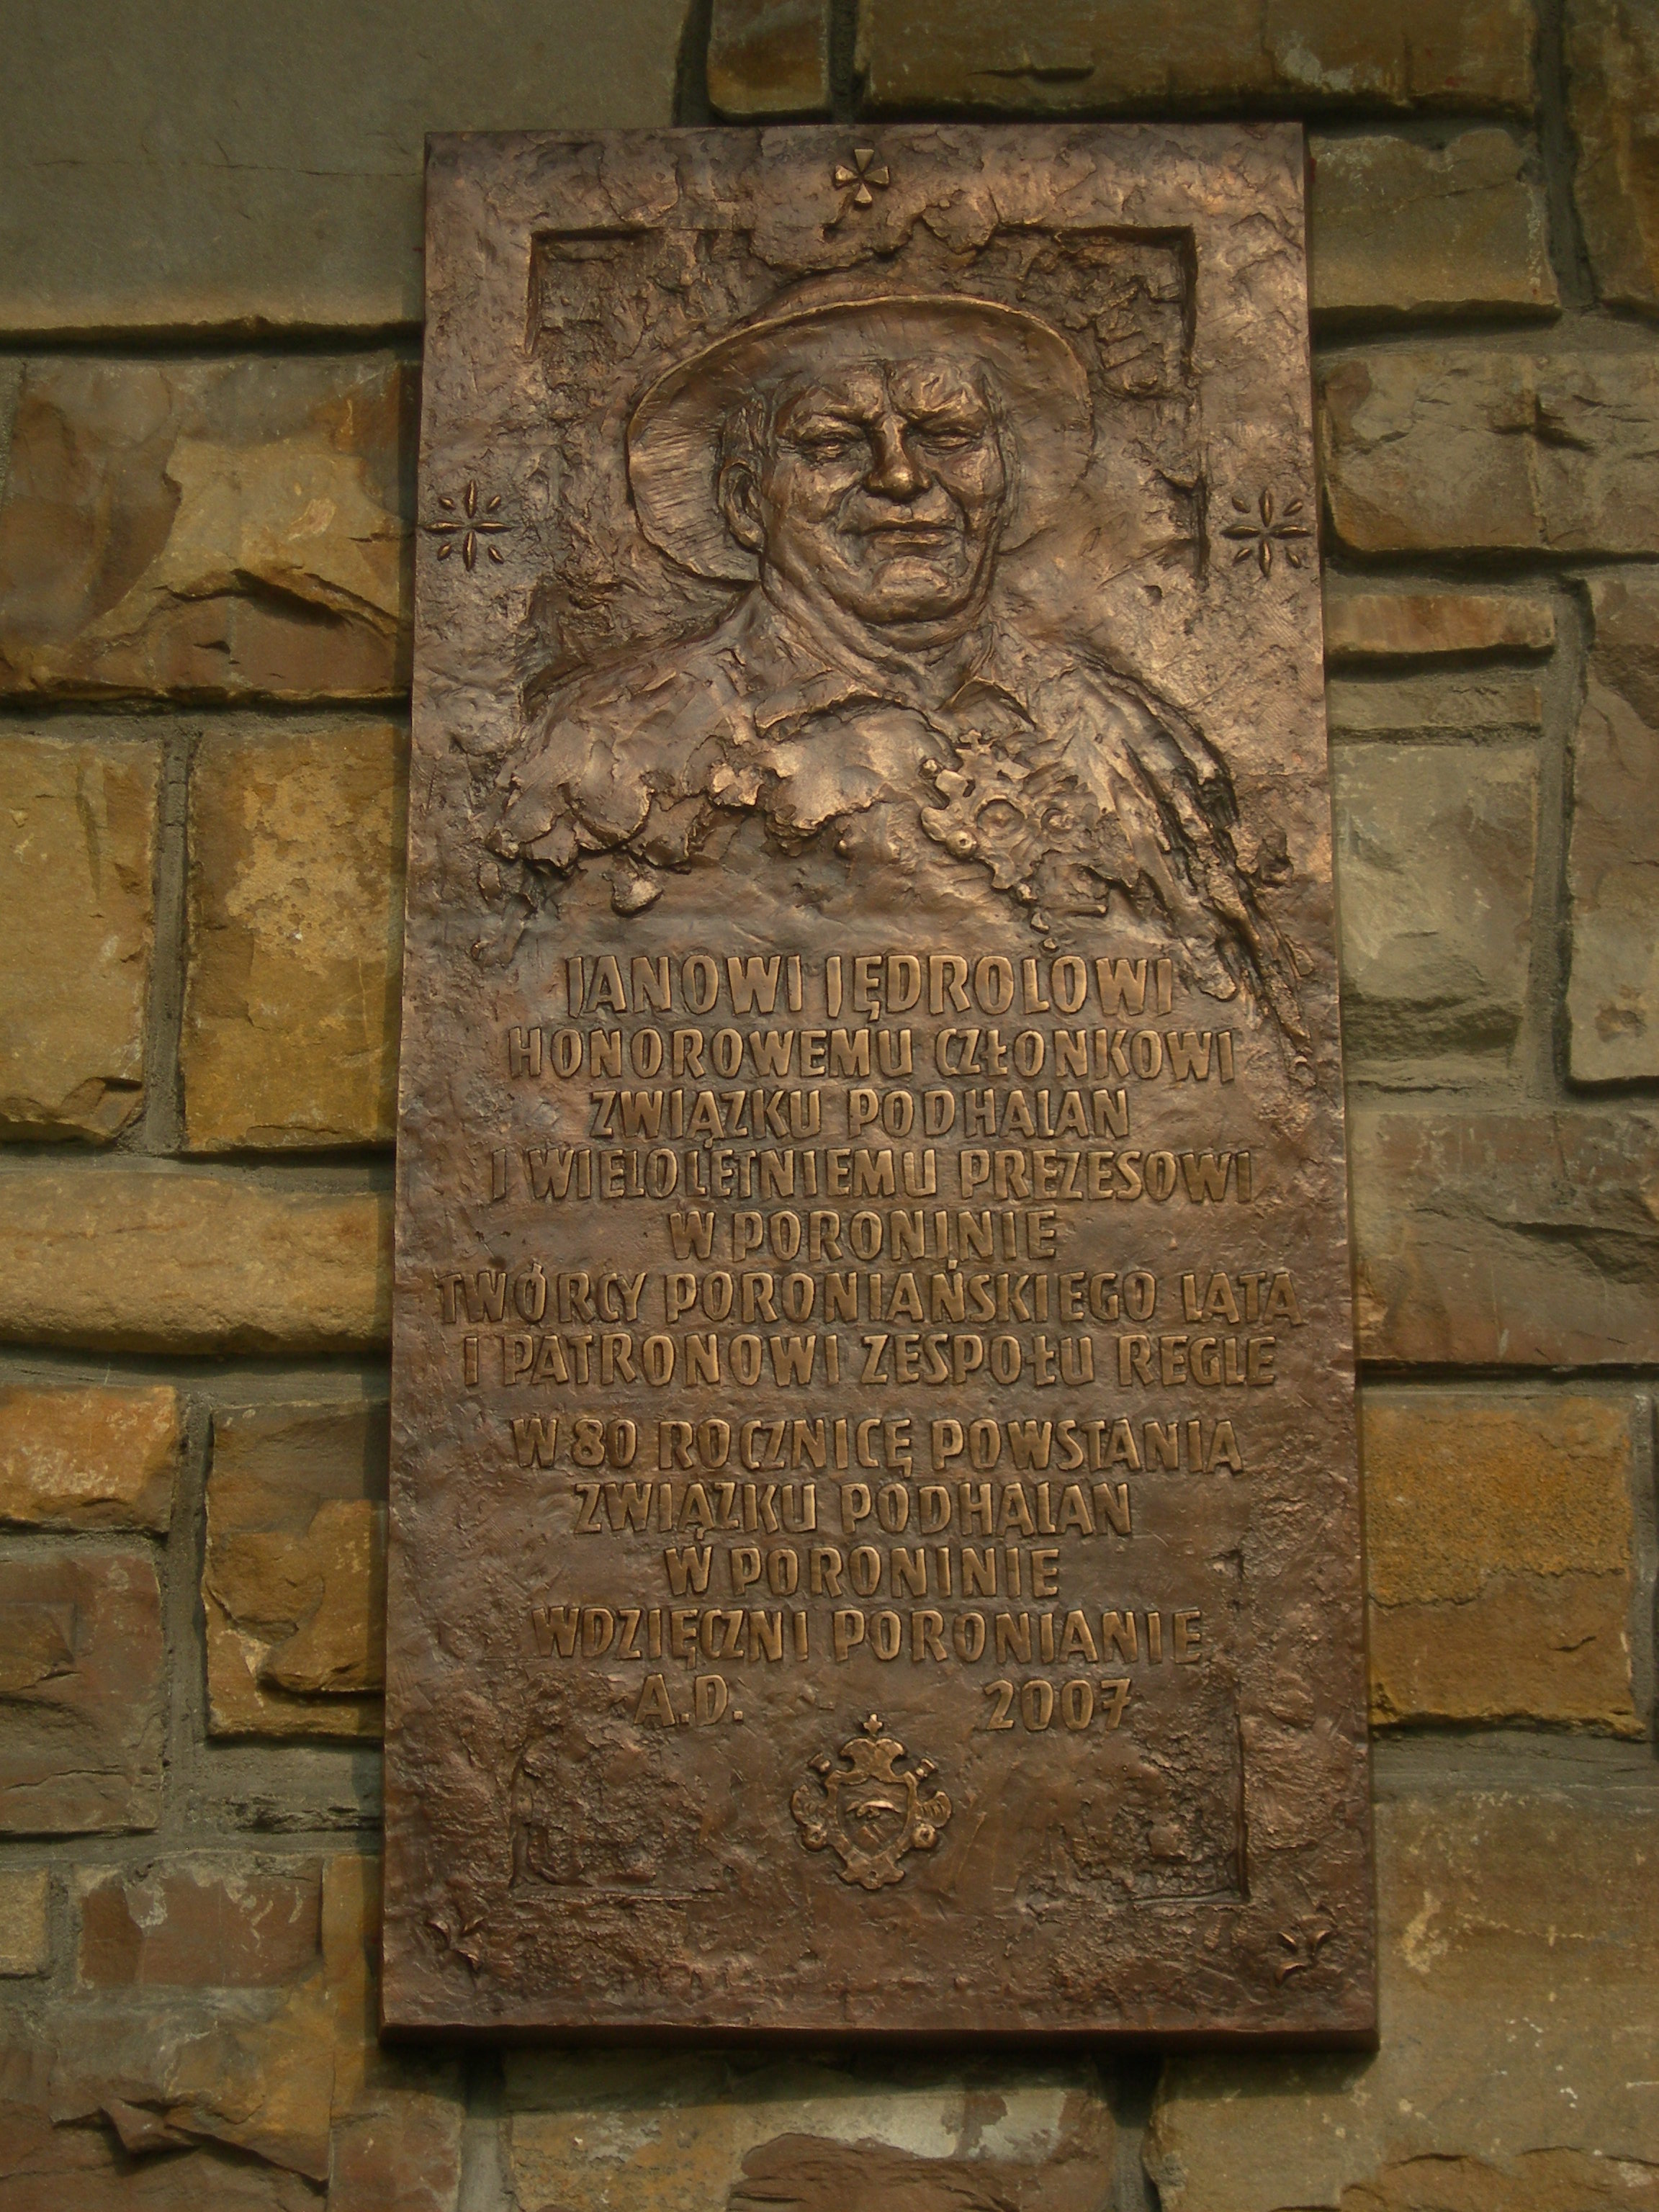 JANOWI JĘDROLOWI
HONOROWEMU CZŁONKOWI
ZWIĄZKU PODHALAN
I WIELOLETNIEMU PREZESOWI
W PORONINIE
TWÓRCY PORONIAŃSKIEGO LATA
I PATRONOWI ZESPOŁU REGLE
W 80 ROCZNICĘ POWSTANIA
ZWIĄZKU PODHALAN
W PORONINIE
WDZIĘCZNI PORONIANIE
A.D. 2007